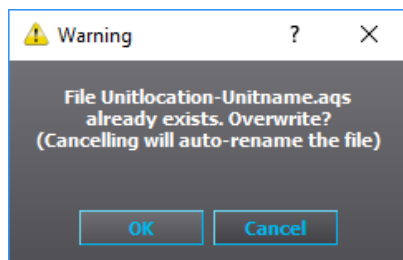 Warning ?
File Unitlocation-Unitname.aqs
already exists. Overwrite?
(Cancelling will auto-rename the file)
OK Cancel